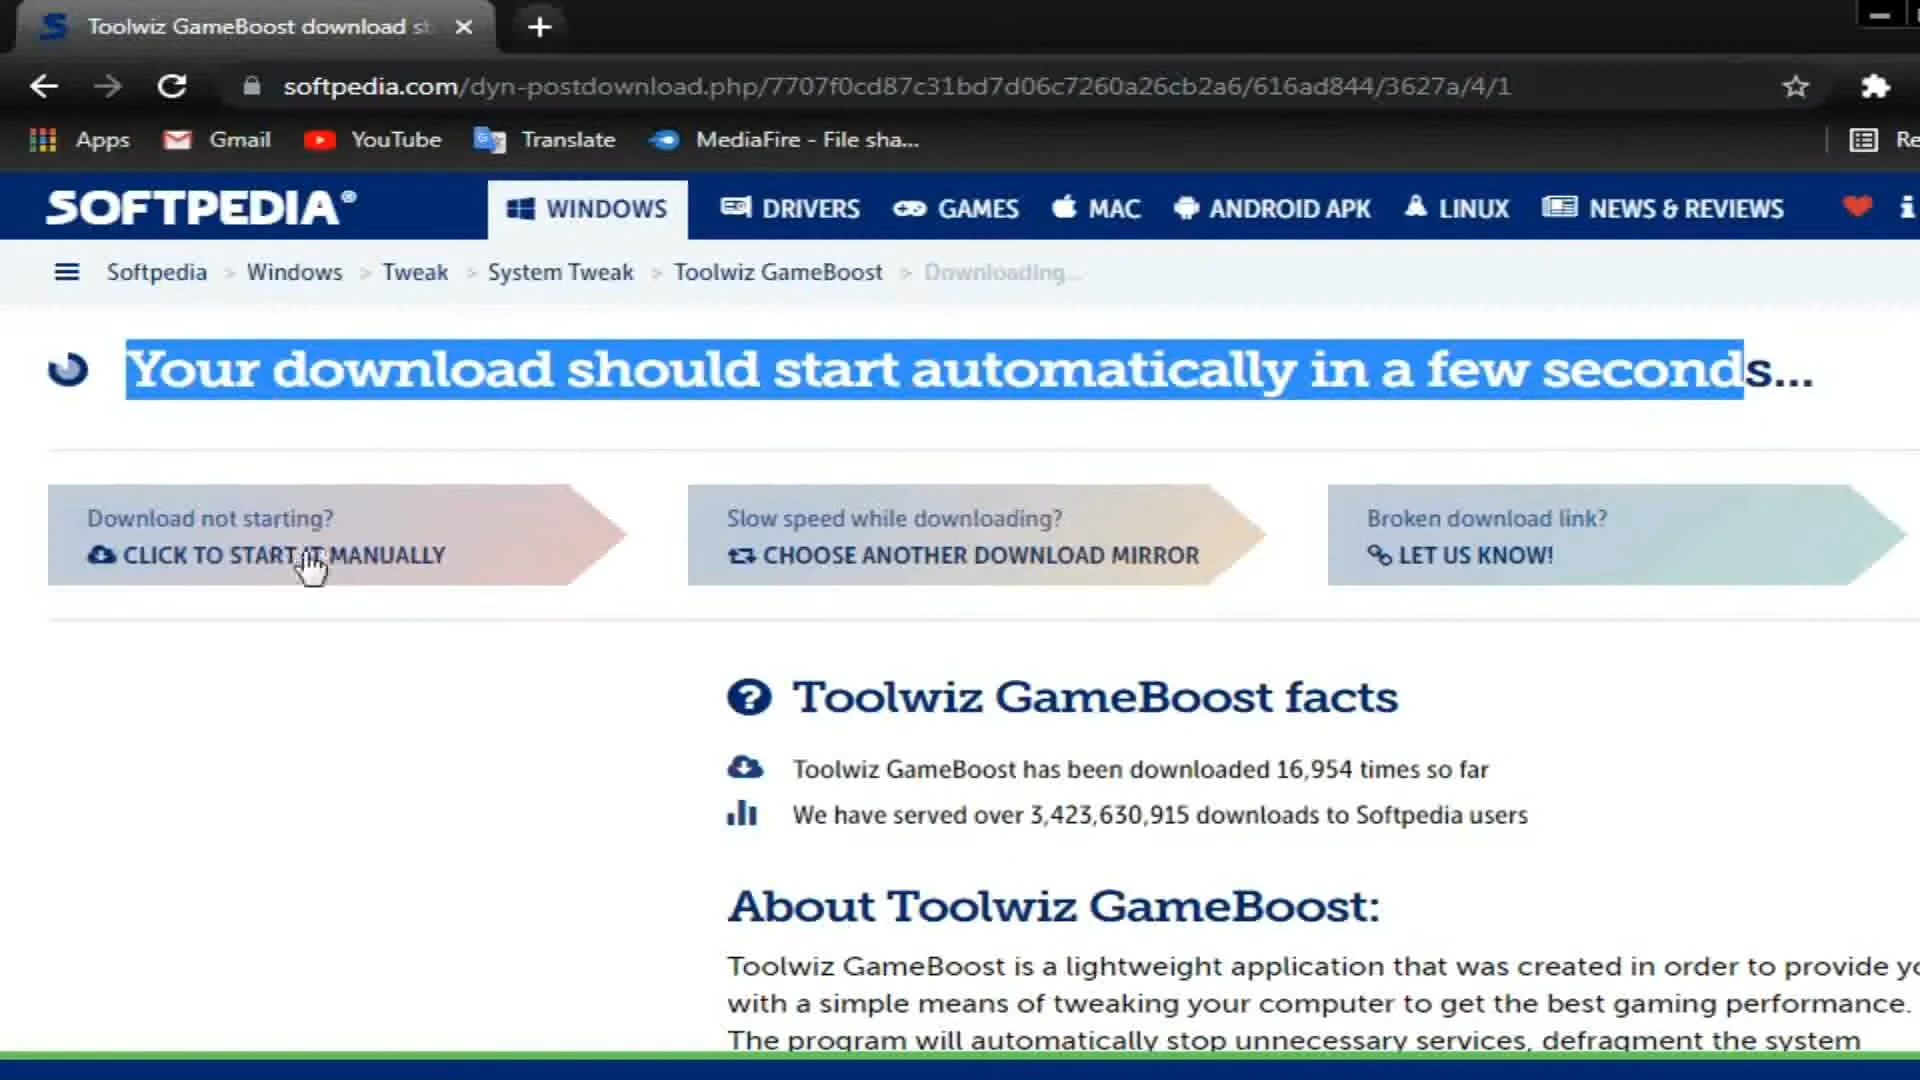 Toolwiz GameBoost download st
softpedia.com/dyn-postdownload.php/7707f0cd87c31bd7d06c7260a26cb2a6/616ad844/3627a/4/1
Apps Gmail YouTube Translate MediaFire - File sha... Re
SOFTPEDIA® WINDOWS DRIVERS GAMES MAC ANDROID APK LINUX NEWS & REVIEWS
Softpedia > Windows > Tweak > System Tweak > Toolwiz GameBoost > Downloading...
Your download should start automatically in a few seconds...
Download not starting?
CLICK TO START IT MANUALLY
Slow speed while downloading?
CHOOSE ANOTHER DOWNLOAD MIRROR
Broken download link?
LET US KNOW!
Toolwiz GameBoost facts
Toolwiz GameBoost has been downloaded 16,954 times so far
We have served over 3,423,630,915 downloads to Softpedia users
About Toolwiz GameBoost:
Toolwiz GameBoost is a lightweight application that was created in order to provide yo
with a simple means of tweaking your computer to get the best gaming performance.
The program will automatically stop unnecessary services, defragment the system